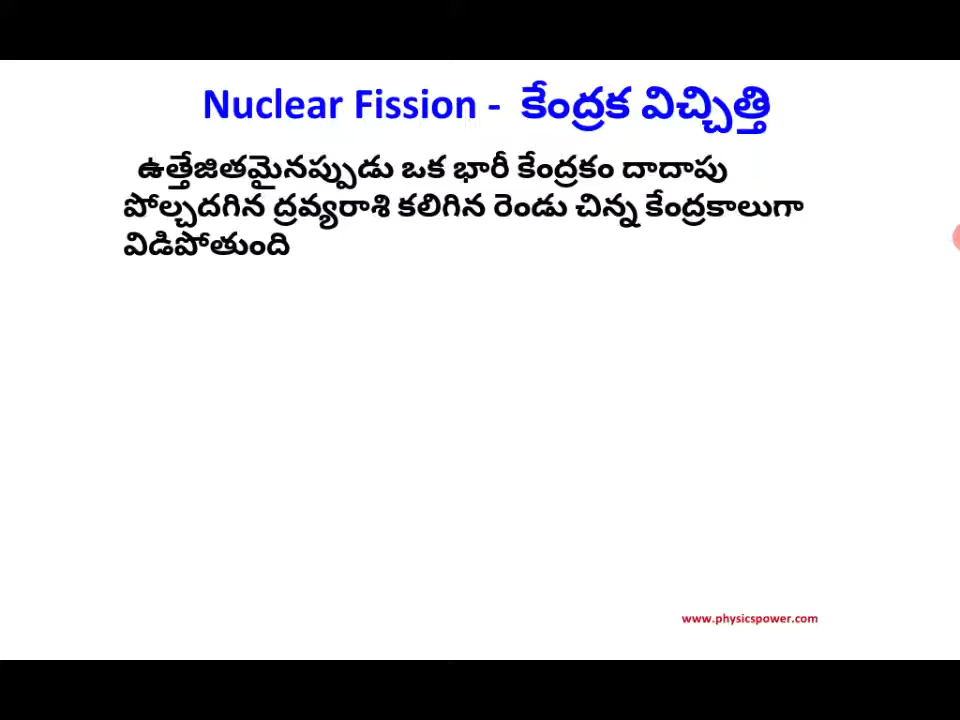 Nuclear Fission - కేంద్రక విచ్చిత్తి
ఉత్తేజితమైనప్పుడు ఒక భారీ కేంద్రకం దాదాపు
పోల్చదగిన ద్రవ్యరాశి కలిగిన రెండు చిన్న కేంద్రకాలుగా
విడిపోతుంది
www.physicspower.com